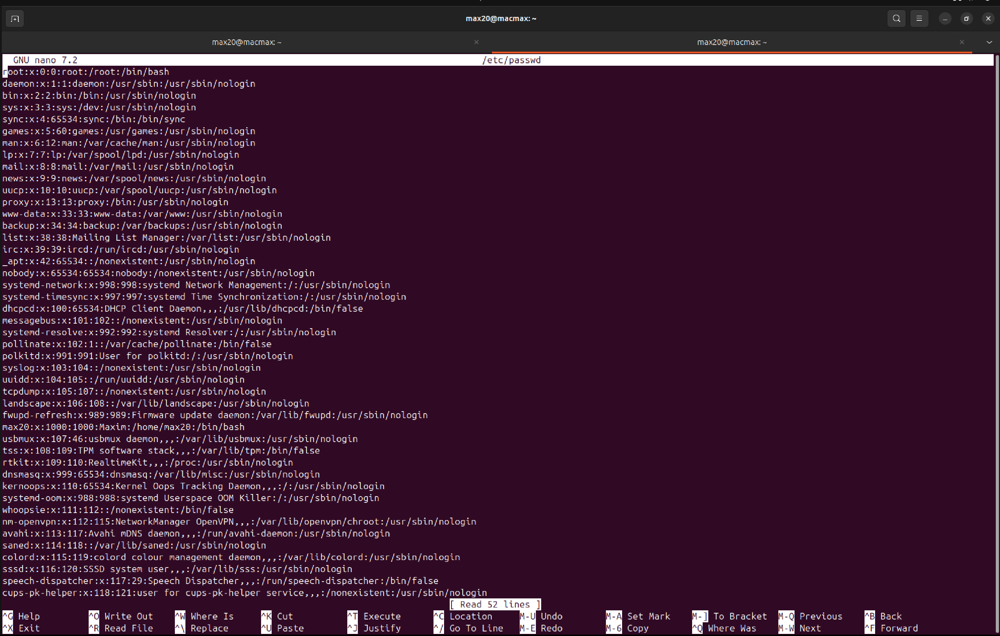 max20@macmax: ~
max20@macmax: ~ max20@macmax: ~
GNU nano 7.2 /etc/passwd
root:x:0:0:root:/root:/bin/bash
daemon:x:1:1:daemon:/usr/sbin:/usr/sbin/nologin
bin:x:2:2:bin:/bin:/usr/sbin/nologin
sys:x:3:3:sys:/dev:/usr/sbin/nologin
sync:x:4:65534:sync:/bin:/bin/sync
games:x:5:60:games:/usr/games:/usr/sbin/nologin
man:x:6:12:man:/var/cache/man:/usr/sbin/nologin
lp:x:7:7:lp:/var/spool/lpd:/usr/sbin/nologin
mail:x:8:8:mail:/var/mail:/usr/sbin/nologin
news:x:9:9:news:/var/spool/news:/usr/sbin/nologin
uucp:x:10:10:uucp:/var/spool/uucp:/usr/sbin/nologin
proxy:x:13:13:proxy:/bin:/usr/sbin/nologin
www-data:x:33:33:www-data:/var/www:/usr/sbin/nologin
backup:x:34:34:backup:/var/backups:/usr/sbin/nologin
list:x:38:38:Mailing List Manager:/var/list:/usr/sbin/nologin
irc:x:39:39:ircd:/run/ircd:/usr/sbin/nologin
_apt:x:42:65534::/nonexistent:/usr/sbin/nologin
nobody:x:65534:65534:nobody:/nonexistent:/usr/sbin/nologin
systemd-network:x:998:998:systemd Network Management:/:/usr/sbin/nologin
systemd-timesync:x:997:997:systemd Time Synchronization:/:/usr/sbin/nologin
dhcpcd:x:100:65534:DHCP Client Daemon,,,:/usr/lib/dhcpcd:/bin/false
messagebus:x:101:102::/nonexistent:/usr/sbin/nologin
systemd-resolve:x:992:992:systemd Resolver:/:/usr/sbin/nologin
pollinate:x:102:1::/var/cache/pollinate:/bin/false
polkitd:x:991:991:User for polkitd:/:/usr/sbin/nologin
syslog:x:103:104::/nonexistent:/usr/sbin/nologin
uuidd:x:104:105::/run/uuidd:/usr/sbin/nologin
tcpdump:x:105:107::/nonexistent:/usr/sbin/nologin
landscape:x:106:108::/var/lib/landscape:/usr/sbin/nologin
fwupd-refresh:x:989:989:Firmware update daemon:/var/lib/fwupd:/usr/sbin/nologin
max20:x:1000:1000:Maxim:/home/max20:/bin/bash
usbmux:x:107:46:usbmux daemon,,,:/var/lib/usbmux:/usr/sbin/nologin
tss:x:108:109:TPM software stack,,,:/var/lib/tpm:/bin/false
rtkit:x:109:110:RealtimeKit,,,:/proc:/usr/sbin/nologin
dnsmasq:x:999:65534:dnsmasq:/var/lib/misc:/usr/sbin/nologin
kernoops:x:110:65534:Kernel Oops Tracking Daemon,,,:/:/usr/sbin/nologin
systemd-oom:x:988:988:systemd Userspace OOM Killer:/:/usr/sbin/nologin
whoopsie:x:111:112::/nonexistent:/bin/false
nm-openvpn:x:112:115:NetworkManager OpenVPN,,,:/var/lib/openvpn/chroot:/usr/sbin/nologin
avahi:x:113:117:Avahi mDNS daemon,,,:/run/avahi-daemon:/usr/sbin/nologin
saned:x:114:118::/var/lib/saned:/usr/sbin/nologin
colord:x:115:119:colord colour management daemon,,,:/var/lib/colord:/usr/sbin/nologin
sssd:x:116:120:SSSD system user,,,:/var/lib/sss:/usr/sbin/nologin
speech-dispatcher:x:117:29:Speech Dispatcher,,,:/run/speech-dispatcher:/bin/false
cups-pk-helper:x:118:121:user for cups-pk-helper service,,,:/nonexistent:/usr/sbin/nologin
[ Read 52 lines ]
^G Help ^O Write Out ^W Where Is ^K Cut ^T Execute ^C Location M-U Undo M-A Set Mark M-] To Bracket M-Q Previous ^B Back
^X Exit ^R Read File ^\ Replace ^U Paste ^J Justify ^/ Go To Line M-E Redo M-6 Copy ^Q Where Was M-W Next ^F Forward